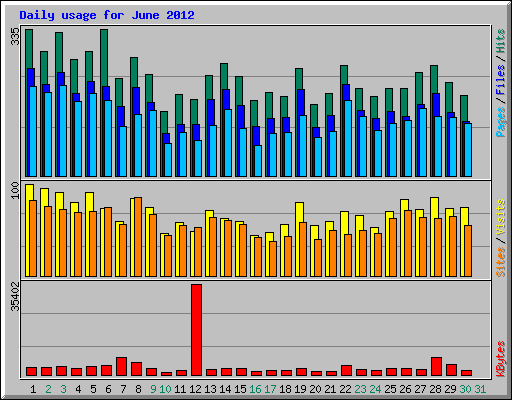 Daily usage for June 2012
335
Pages / Files / Hits
100
Sites / Visits
35402
KBytes
1 2 3 4 5 6 7 8 9 10 11 12 13 14 15 16 17 18 19 20 21 22 23 24 25 26 27 28 29 30 31